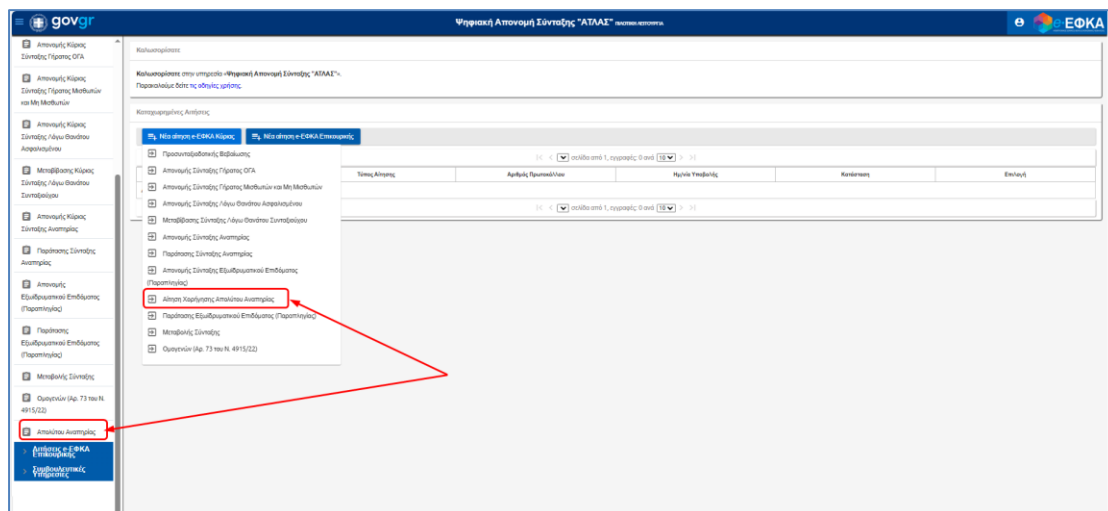 govgr
Ψηφιακή Απονομή Σύνταξης "ΑΤΛΑΣ" ΠΙΛΟΤΙΚΗ ΛΕΙΤΟΥΡΓΙΑ
e-ΕΦΚΑ
Απονομής Κύριας
Σύνταξης Γήρατος ΟΓΑ
Απονομής Κύριας
Σύνταξης Γήρατος Μισθωτών
και Μη Μισθωτών
Απονομής Κύριας
Σύνταξης Λόγω Θανάτου
Ασφαλισμένου
Μεταβίβασης Κύριας
Σύνταξης Λόγω Θανάτου
Συνταξιούχου
Απονομής Κύριας
Σύνταξης Αναπηρίας
Παράτασης Σύνταξης
Αναπηρίας
Απονομής
Εξωιδρυματικού Επιδόματος
(Παραπληγίας)
Παράτασης
Εξωιδρυματικού Επιδόματος
(Παραπληγίας)
Μεταβολής Σύνταξης
Ομογενών (Αρ. 73 του Ν.
4915/22)
Απολύτου Αναπηρίας
Αιτήσεις e-ΕΦΚΑ
Επικουρικής
Συμβουλευτικές
Υπηρεσίες
Καλωσορίσατε
Καλωσορίσατε στην υπηρεσία «Ψηφιακή Απονομή Σύνταξης "ΑΤΛΑΣ"».
Παρακαλούμε δείτε τις οδηγίες χρήσης.
Καταχωρημένες Αιτήσεις
Νέα αίτηση e-ΕΦΚΑ Κύριας
Νέα αίτηση e-ΕΦΚΑ Επικουρικής
Προσυνταξιοδοτικής Βεβαίωσης
Απονομής Σύνταξης Γήρατος ΟΓΑ
Απονομής Σύνταξης Γήρατος Μισθωτών και Μη Μισθωτών
Απονομής Σύνταξης Λόγω Θανάτου Ασφαλισμένου
Μεταβίβασης Σύνταξης Λόγω Θανάτου Συνταξιούχου
Απονομής Σύνταξης Αναπηρίας
Παράτασης Σύνταξης Αναπηρίας
Απονομής Σύνταξης Εξωιδρυματικού Επιδόματος
(Παραπληγίας)
Αίτηση Χορήγησης Απολύτου Αναπηρίας
Παράτασης Εξωιδρυματικού Επιδόματος (Παραπληγίας)
Μεταβολής Σύνταξης
Ομογενών (Αρ. 73 του Ν. 4915/22)
σελίδα από 1, εγγραφές: 0 ανά 10
Τύπος Αίτησης Αριθμός Πρωτοκόλλου Ημ/νία Υποβολής Κατάσταση Επιλογή
σελίδα από 1, εγγραφές: 0 ανά 10